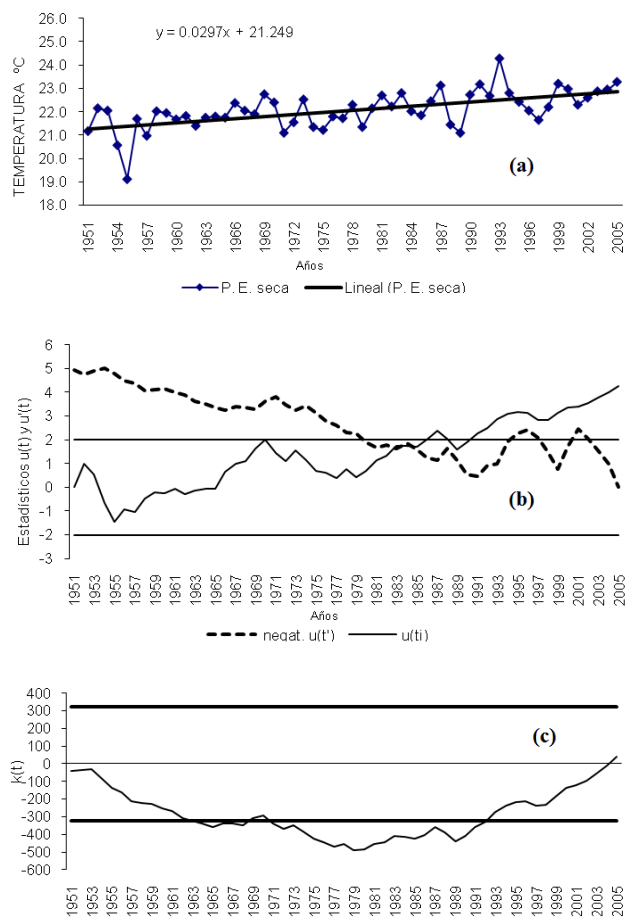 26.0
25.0
24.0
23.0
22.0
21.0
20.0
19.0
18.0
TEMPERATURA ºC
y = 0.0297x + 21.249
(a)
1951 1954 1957 1960 1963 1966 1969 1972 1975 1978 1981 1984 1987 1990 1993 1996 1999 2002 2005
Años
P. E. seca Lineal (P. E. seca)
6
5
4
3
2
1
0
-1
-2
-3
Estadísticos u(t) y u'(t)
(b)
1951 1953 1955 1957 1959 1961 1963 1965 1967 1969 1971 1973 1975 1977 1979 1981 1983 1985 1987 1989 1991 1993 1995 1997 1999 2001 2003 2005
Años
negat. u(t') u(ti)
400
300
200
100
0
-100
-200
-300
-400
-500
-600
k(t)
(c)
1951 1953 1955 1957 1959 1961 1963 1965 1967 1969 1971 1973 1975 1977 1979 1981 1983 1985 1987 1989 1991 1993 1995 1997 1999 2001 2003 2005